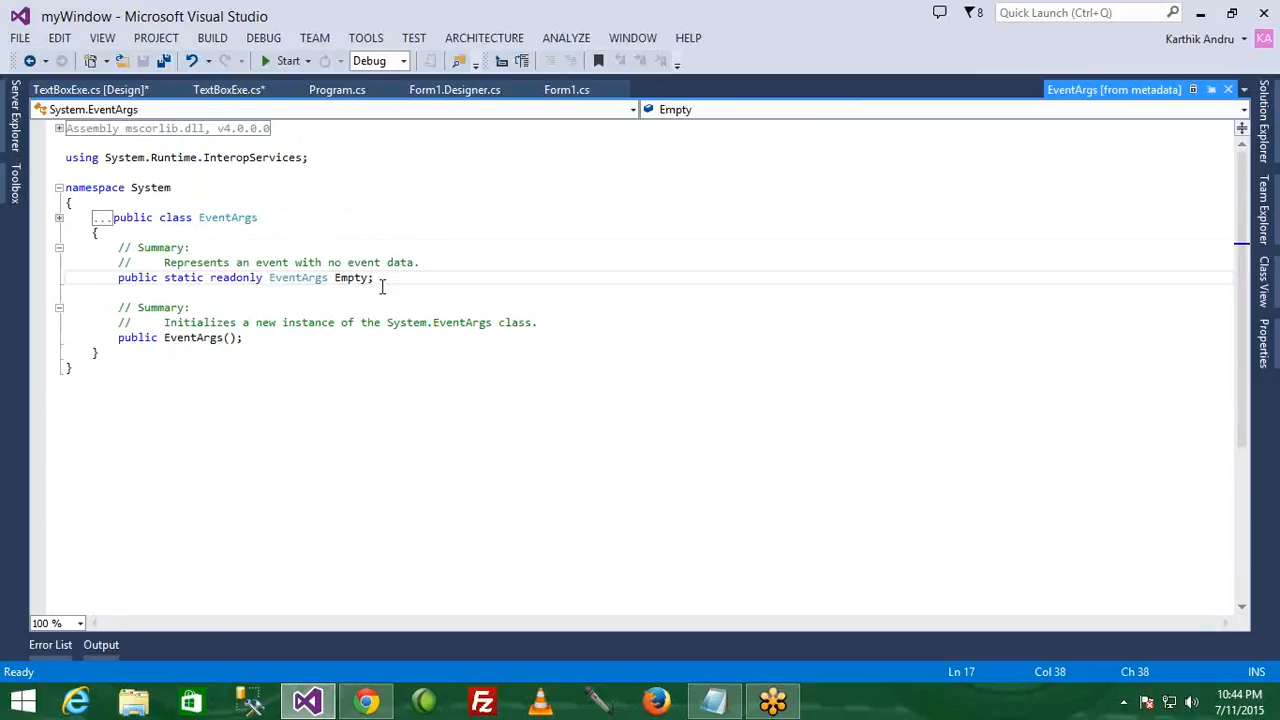 myWindow - Microsoft Visual Studio
8
Quick Launch (Ctrl+Q)
FILE EDIT VIEW PROJECT BUILD DEBUG TEAM TOOLS TEST ARCHITECTURE ANALYZE WINDOW HELP
Karthik Andru
KA
Start
Debug
TextBoxExe.cs [Design]* TextBoxExe.cs* Program.cs Form1.Designer.cs Form1.cs EventArgs [from metadata]
System.EventArgs Empty
Assembly mscorlib.dll, v4.0.0.0
using System.Runtime.InteropServices;
namespace System
{
...public class EventArgs
{
// Summary:
// Represents an event with no event data.
public static readonly EventArgs Empty;
// Summary:
// Initializes a new instance of the System.EventArgs class.
public EventArgs();
}
}
Server Explorer
Toolbox
Solution Explorer
Team Explorer
Class View
Properties
100 %
Error List Output
Ready Ln 17 Col 38 Ch 38 INS
10:44 PM
7/11/2015